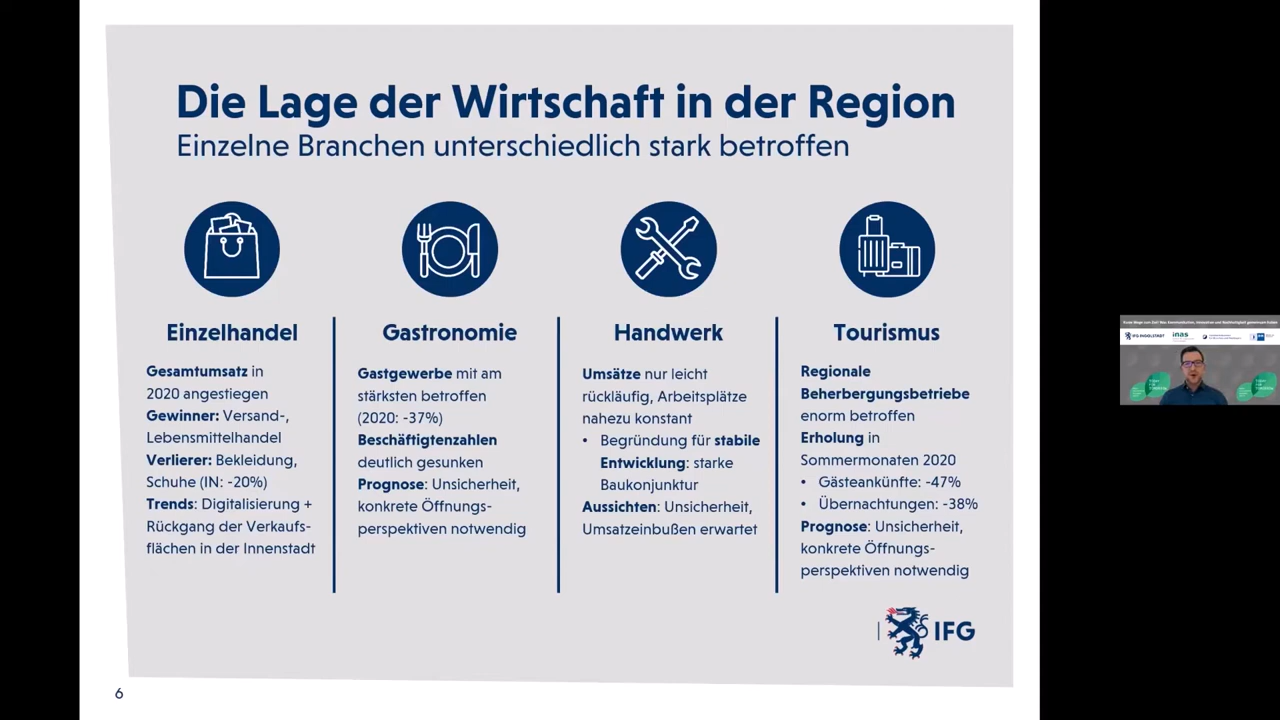 Die Lage der Wirtschaft in der Region
Einzelne Branchen unterschiedlich stark betroffen
Einzelhandel
Gesamtumsatz in
2020 angestiegen
Gewinner: Versand-,
Lebensmittelhandel
Verlierer: Bekleidung,
Schuhe (IN: -20%)
Trends: Digitalisierung +
Rückgang der Verkaufs-
flächen in der Innenstadt
Gastronomie
Gastgewerbe mit am
stärksten betroffen
(2020: -37%)
Beschäftigtenzahlen
deutlich gesunken
Prognose: Unsicherheit,
konkrete Öffnungs-
perspektiven notwendig
Handwerk
Umsätze nur leicht
rückläufig, Arbeitsplätze
nahezu konstant
• Begründung für stabile
Entwicklung: starke
Baukonjunktur
Aussichten: Unsicherheit,
Umsatzeinbußen erwartet
Tourismus
Regionale
Beherbergungsbetriebe
enorm betroffen
Erholung in
Sommermonaten 2020
• Gästeankünfte: -47%
• Übernachtungen: -38%
Prognose: Unsicherheit,
konkrete Öffnungs-
perspektiven notwendig
IFG
6
IFG INGOLSTADT
inas